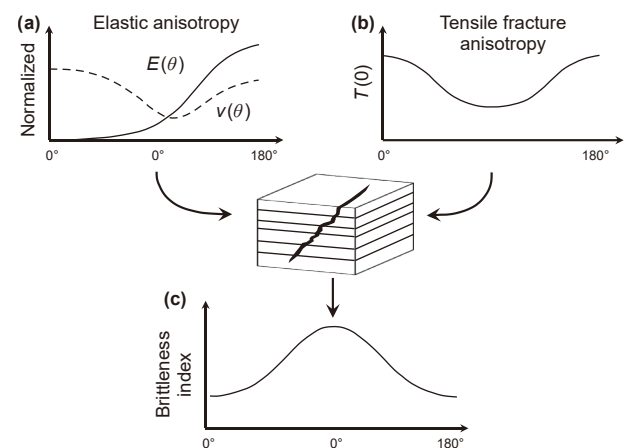 (a)
Elastic anisotropy
Normalized
E(θ)
ν(θ)
0°
0°
180°
(b)
Tensile fracture
anisotropy
T(0)
0°
180°
(c)
Brittleness
index
0°
0°
180°